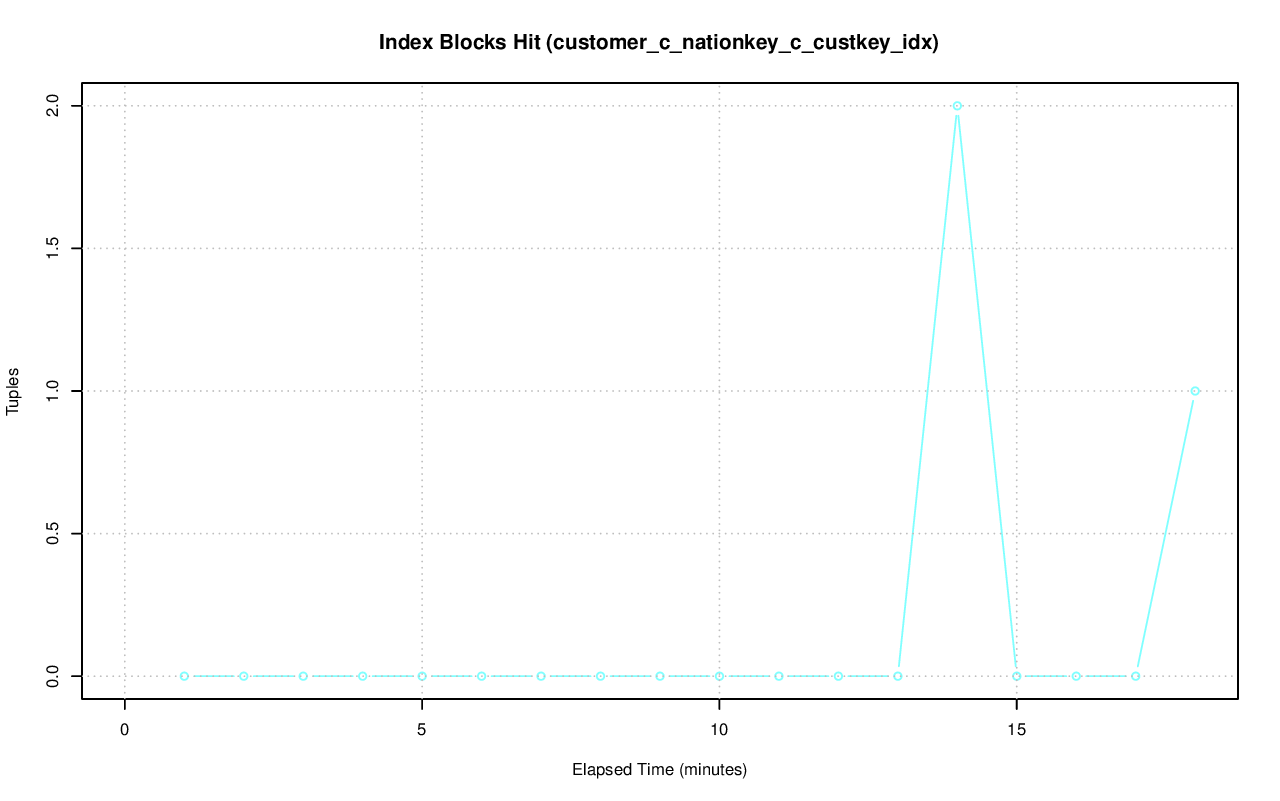 Index Blocks Hit (customer_c_nationkey_c_custkey_idx)
2.0
1.5
1.0
0.5
0.0
Tuples
0 5 10 15
Elapsed Time (minutes)